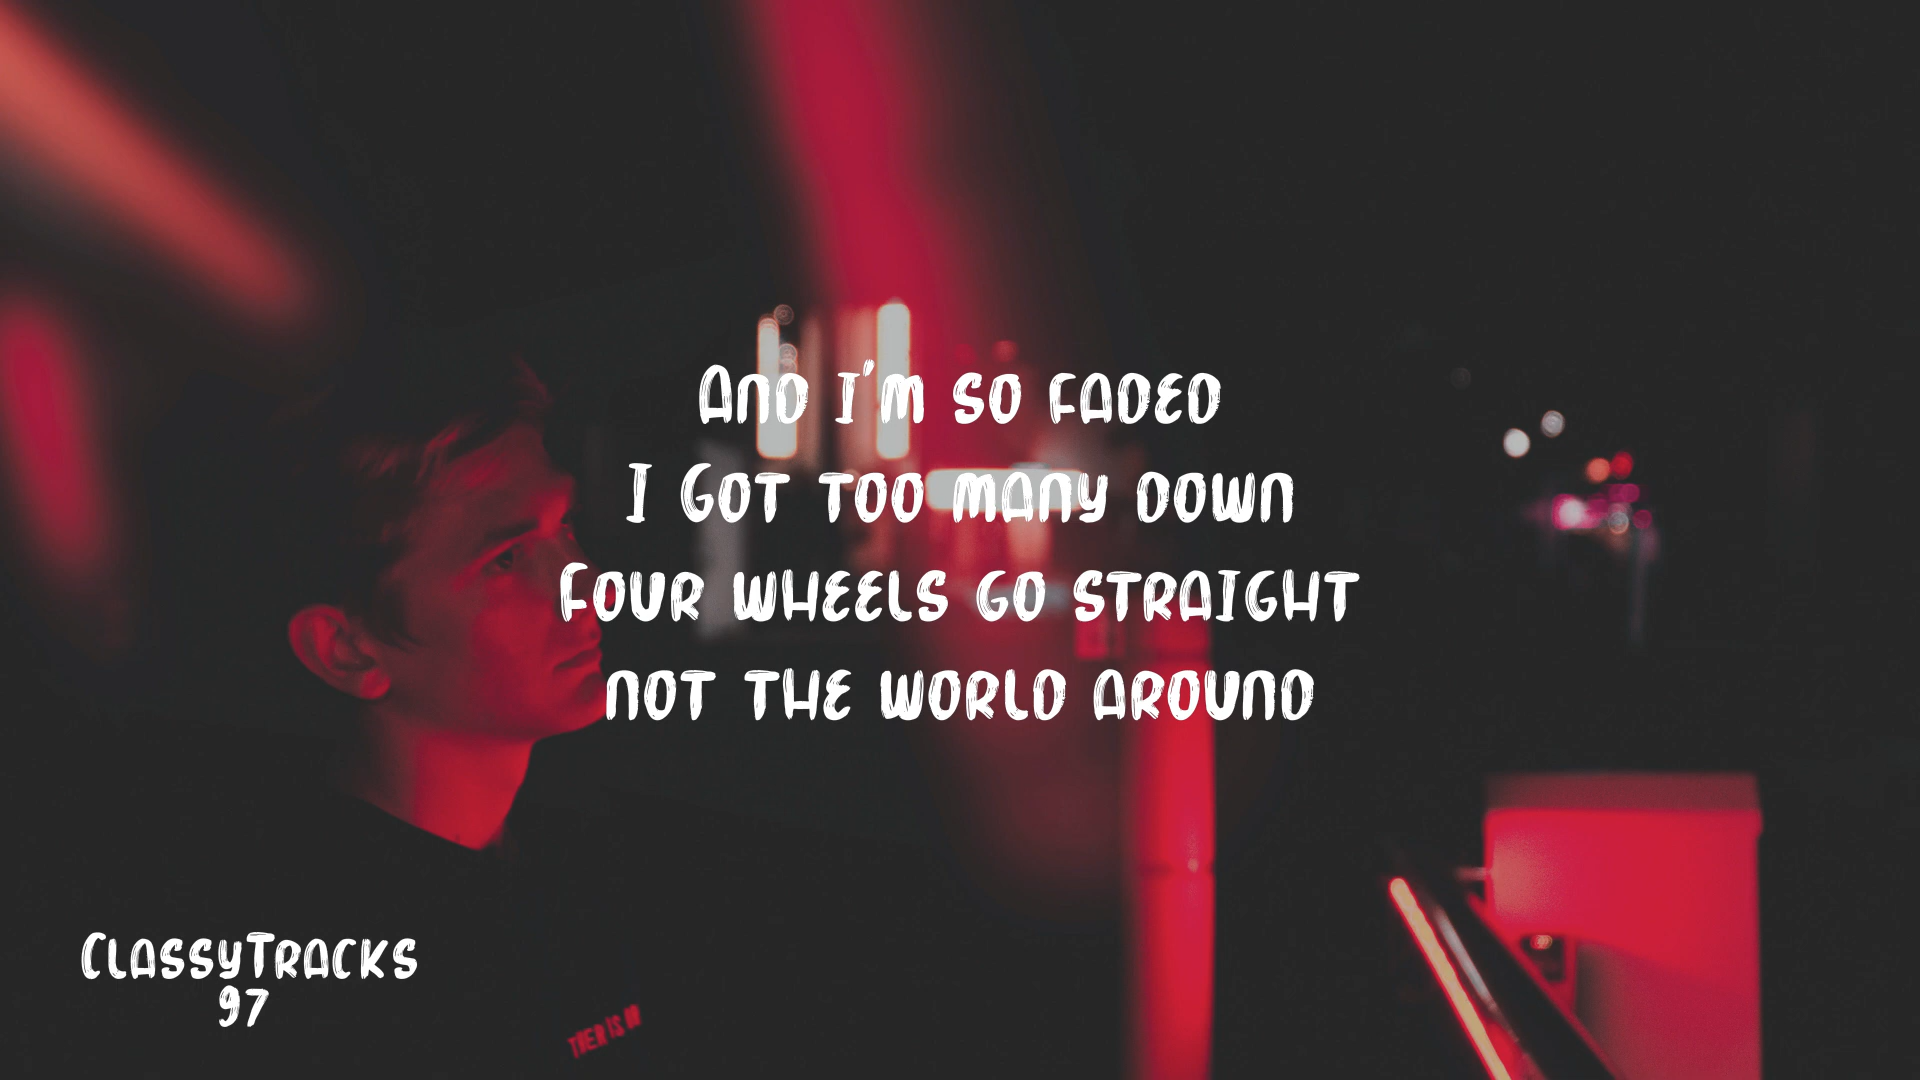 And I'm so faded
I Got too many down
Four wheels go straight
not the world around
ClassyTracks
97